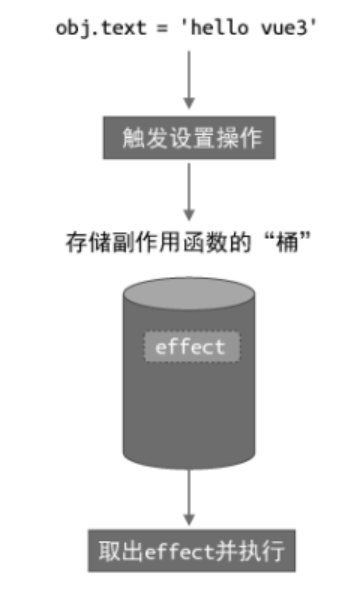 obj.text = 'hello vue3'
触发设置操作
存储副作用函数的“桶”
effect
取出effect并执行